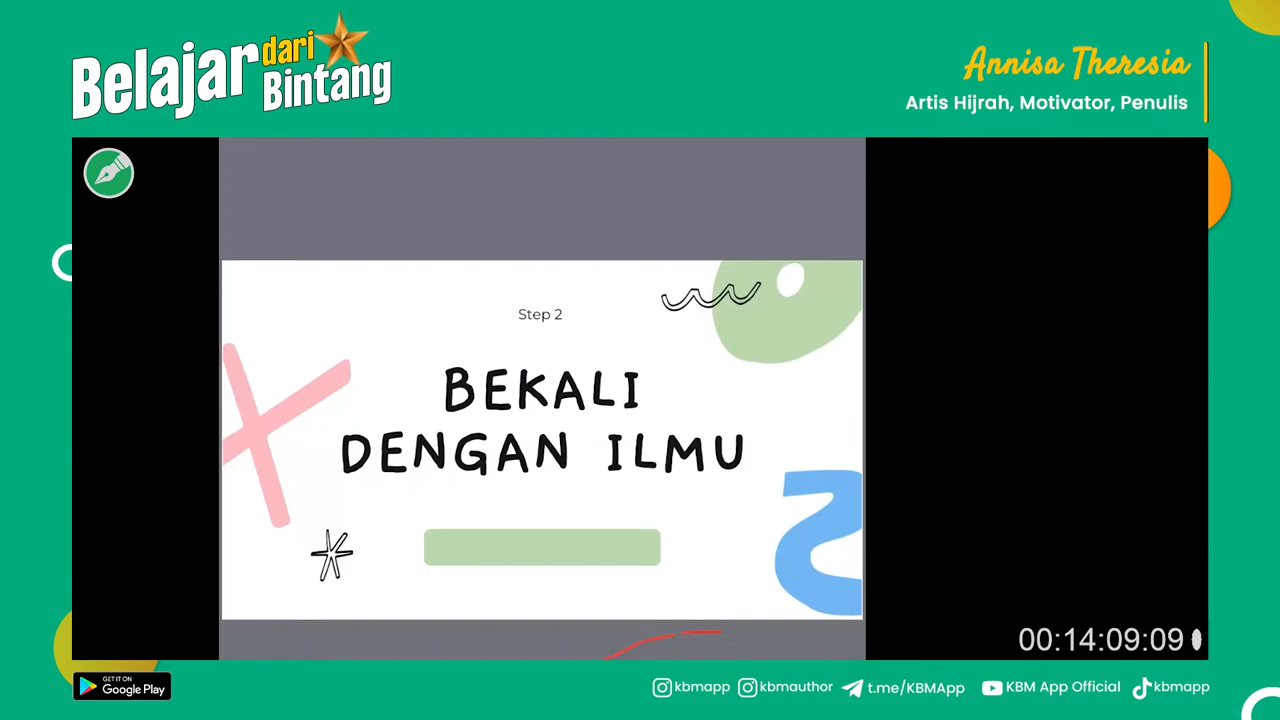 Belajar dari
Bintang
Annisa Theresia
Artis Hijrah, Motivator, Penulis
Step 2
BEKALI
DENGAN ILMU
00:14:09:09
GET IT ON
Google Play
kbmapp
kbmauthor
t.me/KBMApp
KBM App Official
kbmapp